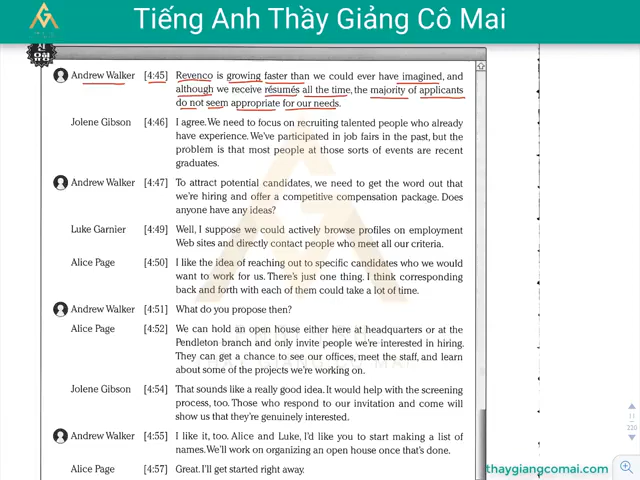 Tiếng Anh Thầy Giảng Cô Mai
Andrew Walker [4:45] Revenco is growing faster than we could ever have imagined, and
although we receive résumés all the time, the majority of applicants
do not seem appropriate for our needs.
Jolene Gibson [4:46] I agree. We need to focus on recruiting talented people who already
have experience. We've participated in job fairs in the past, but the
problem is that most people at those sorts of events are recent
graduates.
Andrew Walker [4:47] To attract potential candidates, we need to get the word out that
we're hiring and offer a competitive compensation package. Does
anyone have any ideas?
Luke Garnier [4:49] Well, I suppose we could actively browse profiles on employment
Web sites and directly contact people who meet all our criteria.
Alice Page [4:50] I like the idea of reaching out to specific candidates who we would
want to work for us. There's just one thing. I think corresponding
back and forth with each of them could take a lot of time.
Andrew Walker [4:51] What do you propose then?
Alice Page [4:52] We can hold an open house either here at headquarters or at the
Pendleton branch and only invite people we're interested in hiring.
They can get a chance to see our offices, meet the staff, and learn
about some of the projects we're working on.
Jolene Gibson [4:54] That sounds like a really good idea. It would help with the screening
process, too. Those who respond to our invitation and come will
show us that they're genuinely interested.
Andrew Walker [4:55] I like it, too. Alice and Luke, I'd like you to start making a list of
names. We'll work on organizing an open house once that's done.
Alice Page [4:57] Great. I'll get started right away.
thaygiangcomai.com